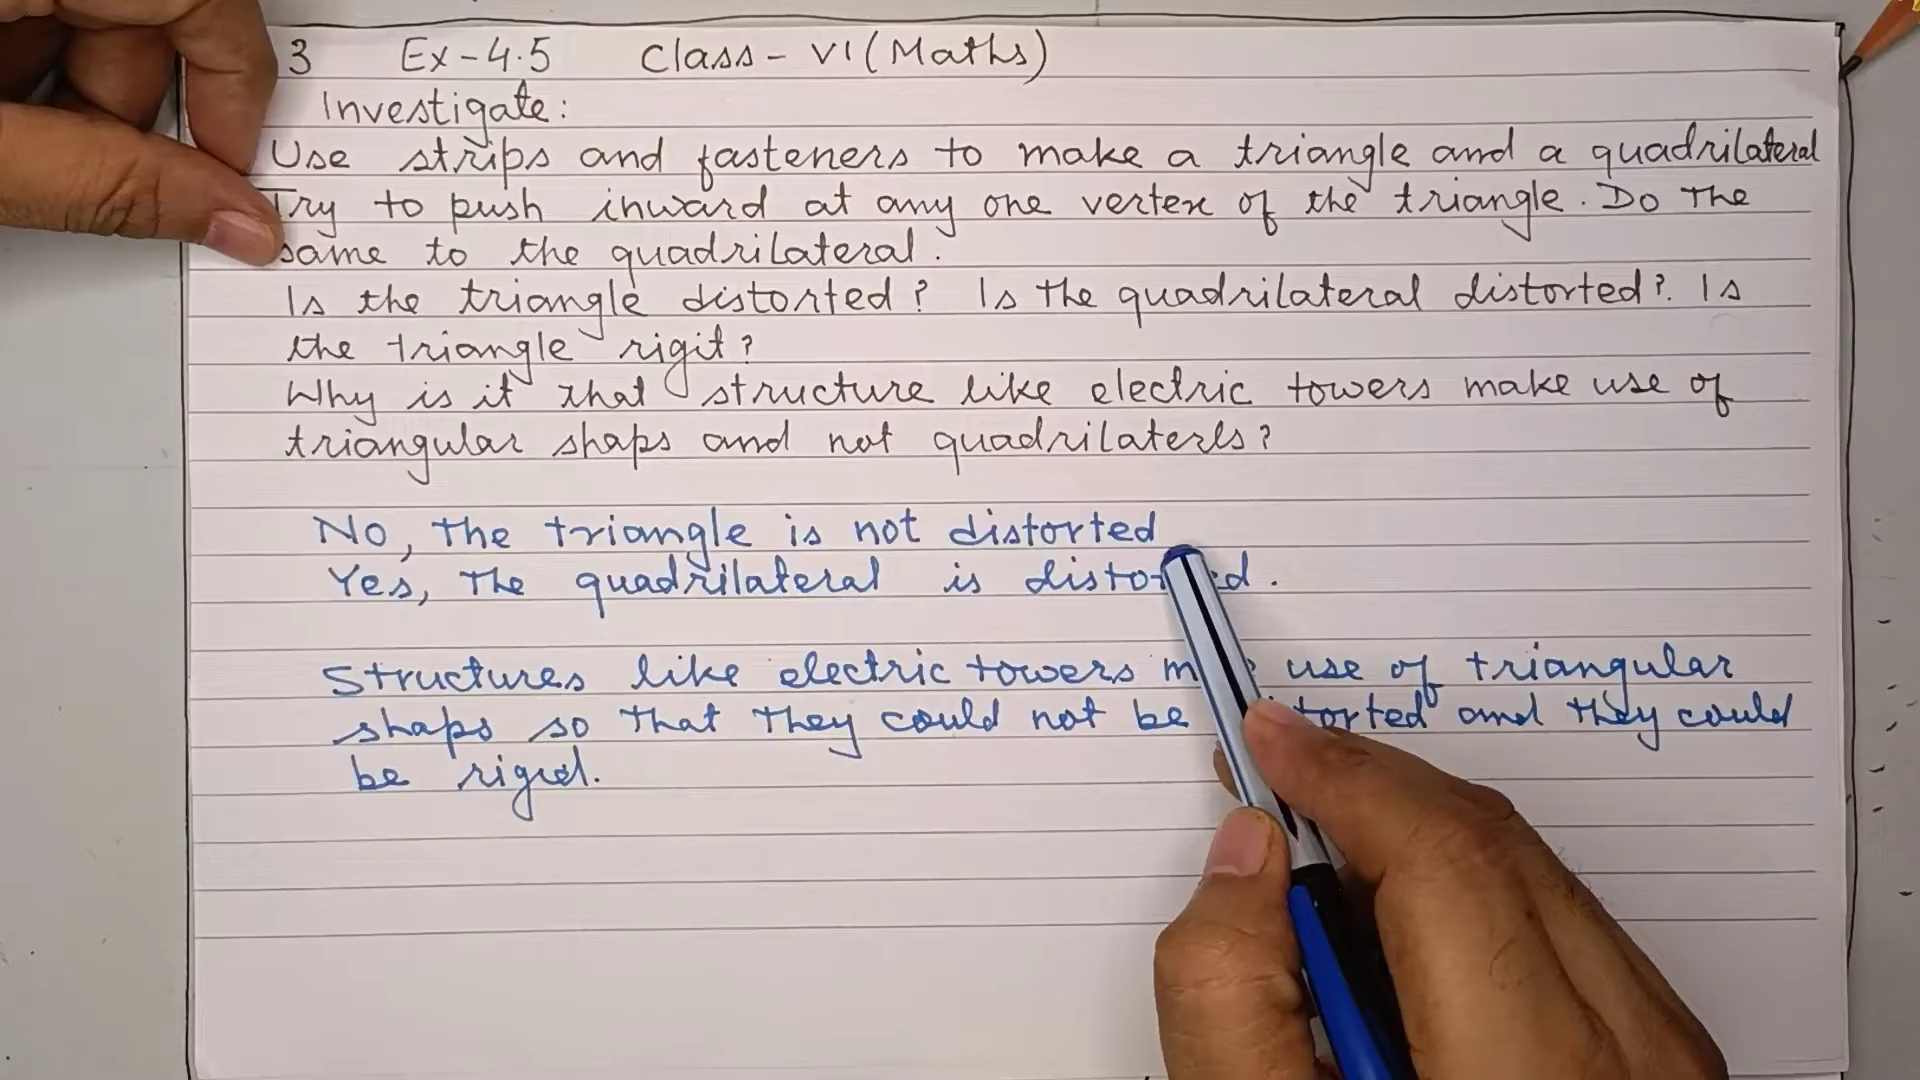 3 Ex-4.5 Class-VI (Maths)
Investigate:
Use strips and fasteners to make a triangle and a quadrilateral
Try to push inward at any one vertex of the triangle. Do the
same to the quadrilateral.
Is the triangle distorted? Is the quadrilateral distorted?. Is
the triangle rigit?
Why is it that structure like electric towers make use of
triangular shaps and not quadrilaterls?
No, the triangle is not distorted
Yes, The quadrilateral is
Structures like electric towers use of triangular
shaps so that they could not be and they could
be rigid.